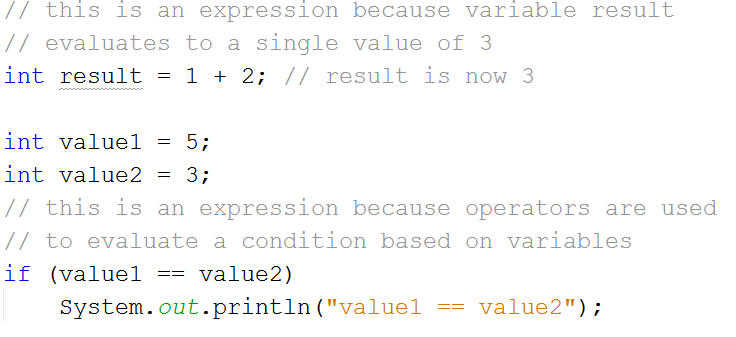 // this is an expression because variable result
// evaluates to a single value of 3
int result = 1 + 2; // result is now 3
int value1 = 5;
int value2 = 3;
// this is an expression because operators are used
// to evaluate a condition based on variables
if (value1 == value2)
    System.out.println("value1 == value2");